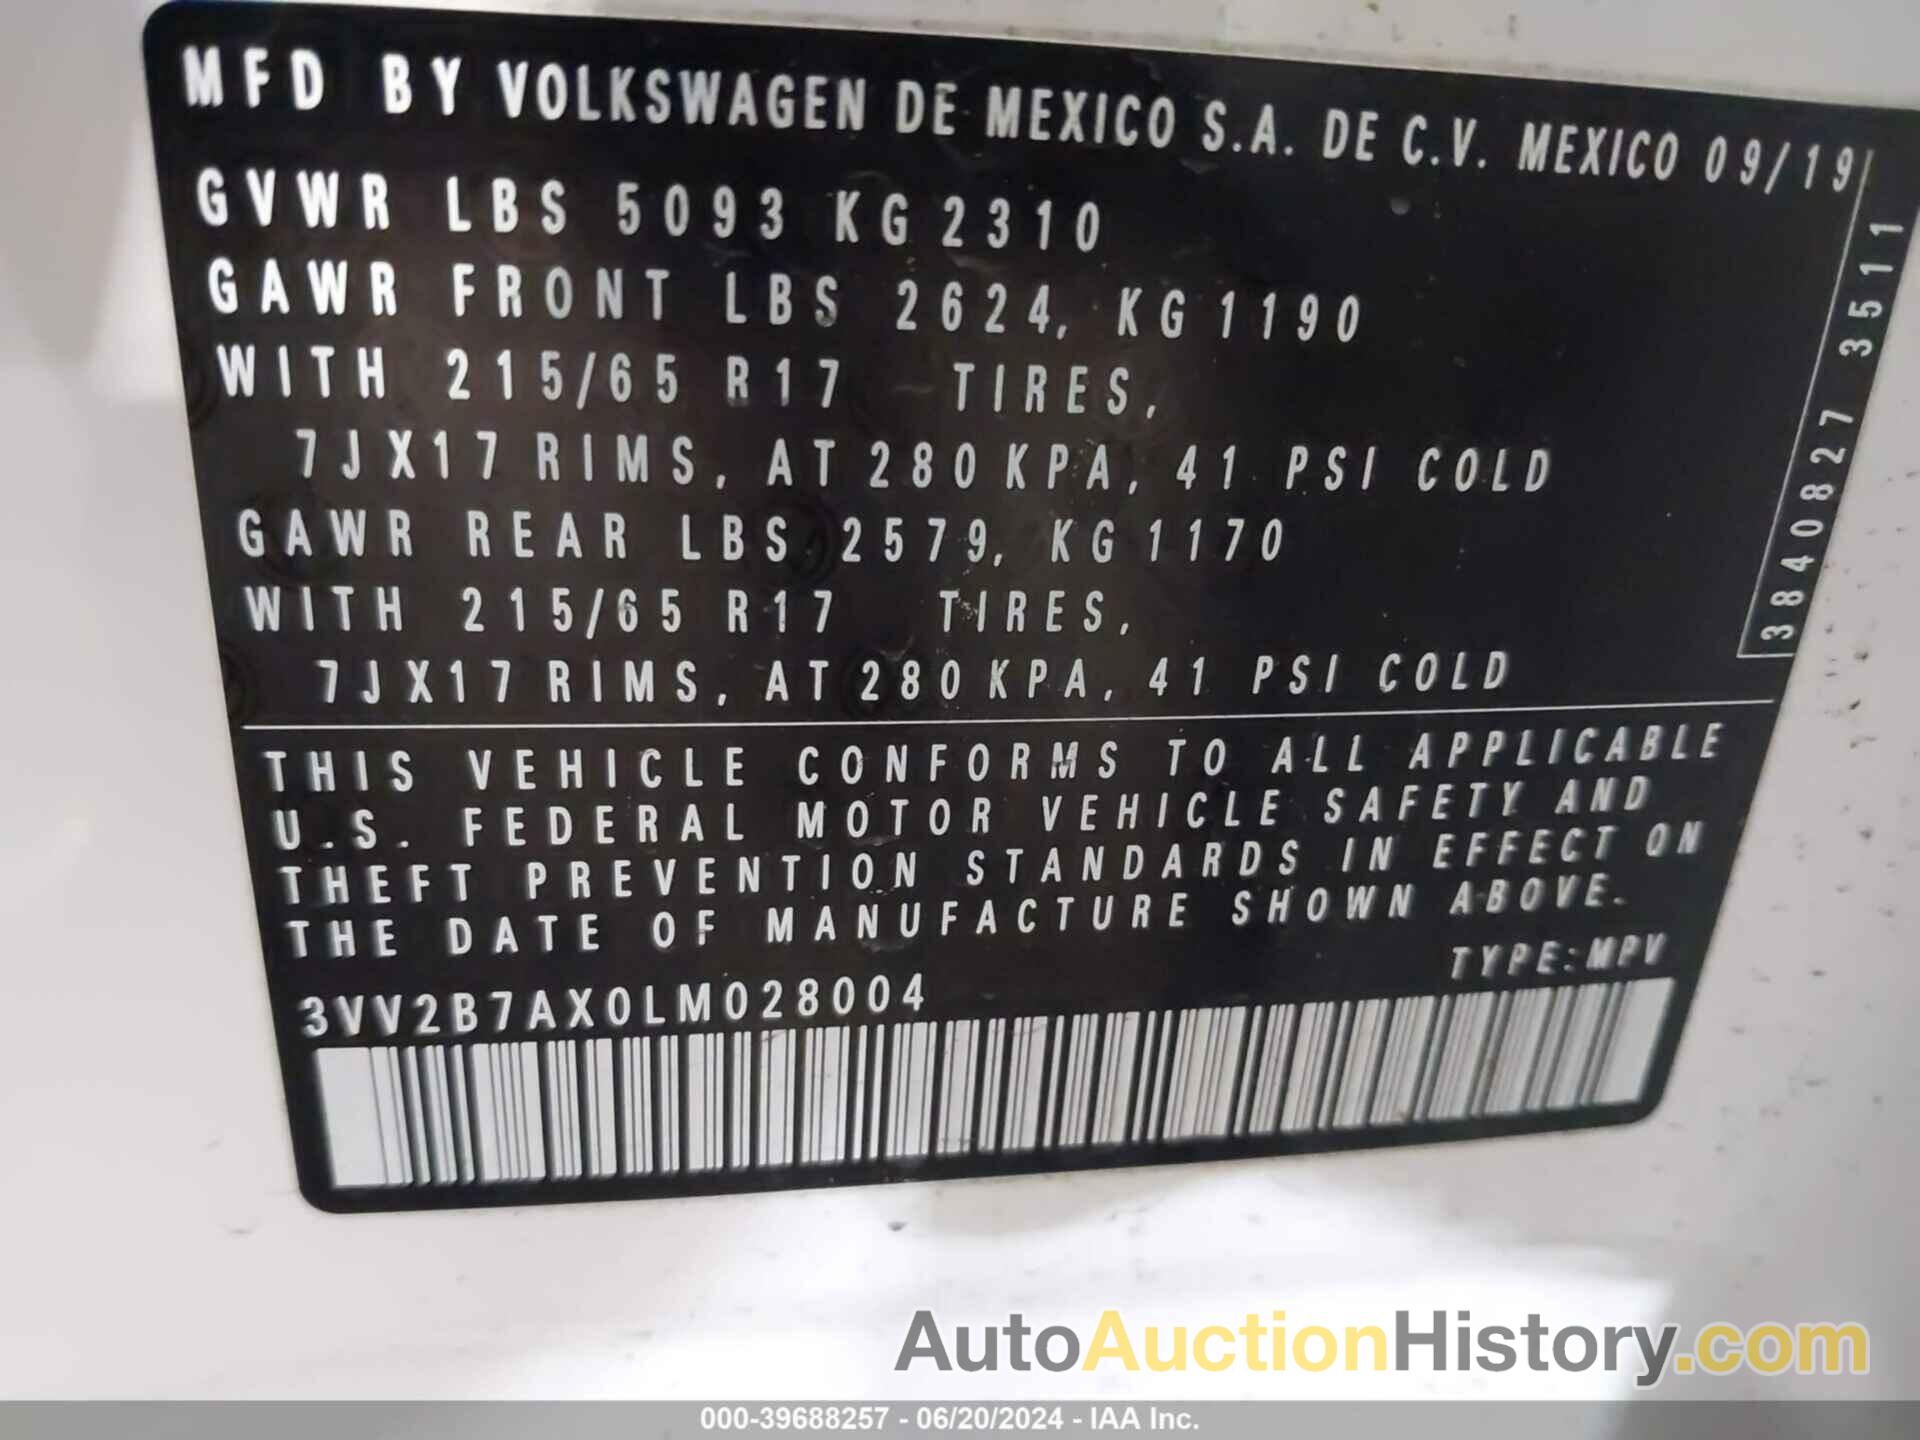 MFD BY VOLKSWAGEN DE MEXICO S.A. DE C.V. MEXICO 09/19
GVWR LBS 5093 KG 2310
GAWR FRONT LBS 2624, KG 1190
WITH 215/65 R17 TIRES,
7JX17 RIMS, AT 280 KPA, 41 PSI COLD
GAWR REAR LBS 2579, KG 1170
WITH 215/65 R17 TIRES,
7JX17 RIMS, AT 280 KPA, 41 PSI COLD
3840827 3511
THIS VEHICLE CONFORMS TO ALL APPLICABLE
U.S. FEDERAL MOTOR VEHICLE SAFETY AND
THEFT PREVENTION STANDARDS IN EFFECT ON
THE DATE OF MANUFACTURE SHOWN ABOVE.
TYPE:MPV
3VV2B7AX0LM028004
AutoAuctionHistory.com
000-39688257 - 06/20/2024 - IAA Inc.